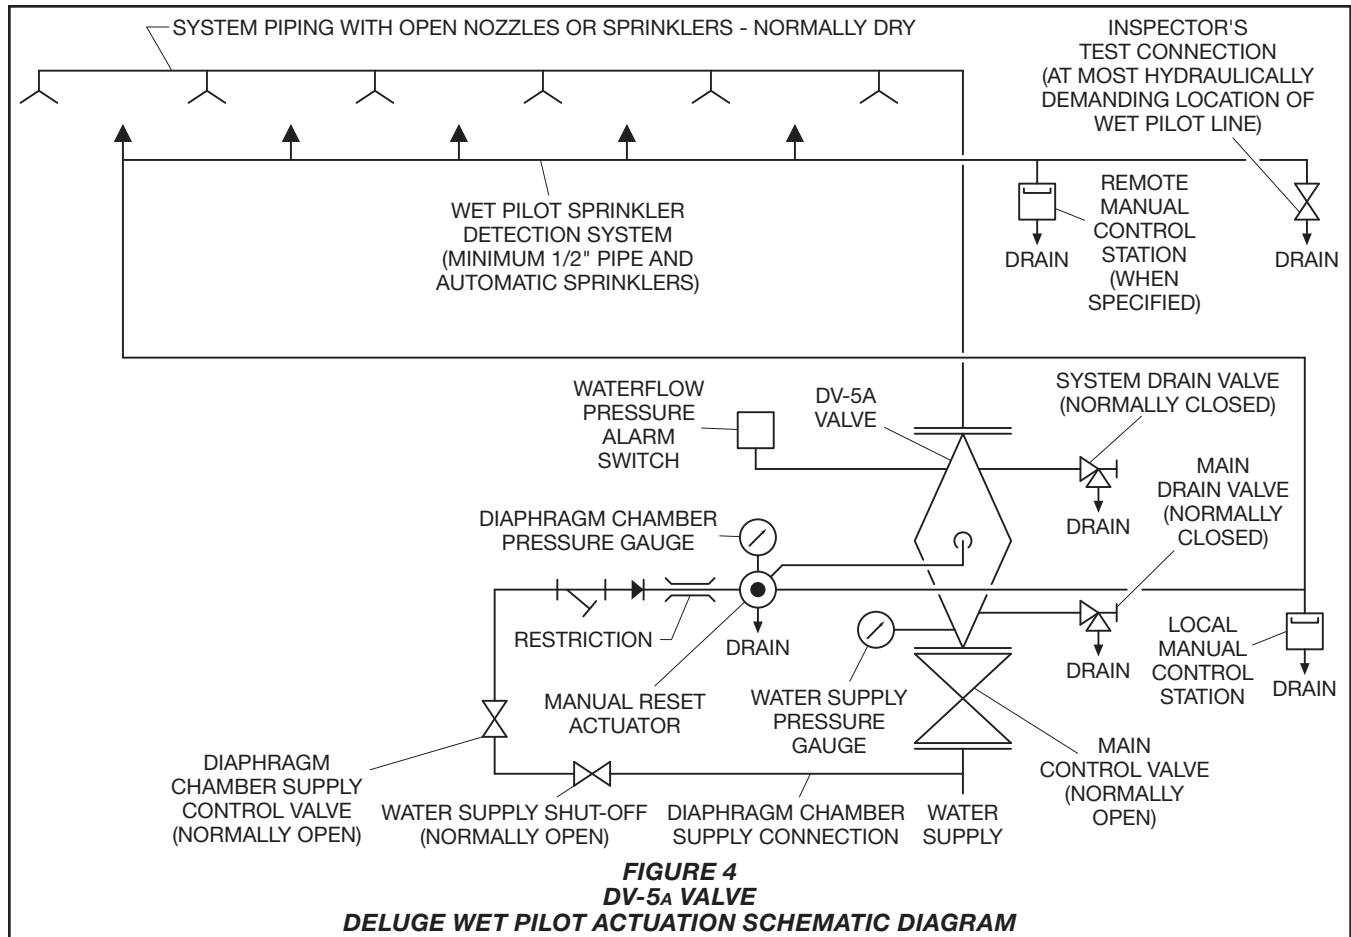 SYSTEM PIPING WITH OPEN NOZZLES OR SPRINKLERS - NORMALLY DRY
INSPECTOR'S
TEST CONNECTION
(AT MOST HYDRAULICALLY
DEMANDING LOCATION OF
WET PILOT LINE)
WET PILOT SPRINKLER
DETECTION SYSTEM
(MINIMUM 1/2" PIPE AND
AUTOMATIC SPRINKLERS)
DRAIN
REMOTE
MANUAL
CONTROL
STATION
(WHEN
SPECIFIED)
DRAIN
WATERFLOW
PRESSURE
ALARM
SWITCH
DV-5A
VALVE
SYSTEM DRAIN VALVE
(NORMALLY CLOSED)
DRAIN
MAIN
DRAIN VALVE
(NORMALLY
CLOSED)
DIAPHRAGM CHAMBER
PRESSURE GAUGE
RESTRICTION
DRAIN
DRAIN
LOCAL
MANUAL
CONTROL
STATION
DRAIN
MANUAL RESET
ACTUATOR
WATER SUPPLY
PRESSURE
GAUGE
MAIN
CONTROL VALVE
(NORMALLY
OPEN)
DIAPHRAGM
CHAMBER SUPPLY
CONTROL VALVE
(NORMALLY OPEN)
WATER SUPPLY SHUT-OFF
(NORMALLY OPEN)
DIAPHRAGM CHAMBER
SUPPLY CONNECTION
WATER
SUPPLY
FIGURE 4
DV-5A VALVE
DELUGE WET PILOT ACTUATION SCHEMATIC DIAGRAM